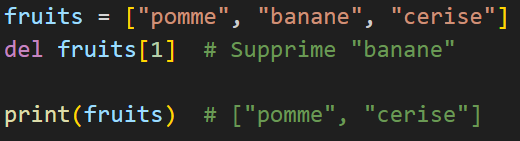 fruits = ["pomme", "banane", "cerise"]
del fruits[1]  # Supprime "banane"
print(fruits)  # ["pomme", "cerise"]